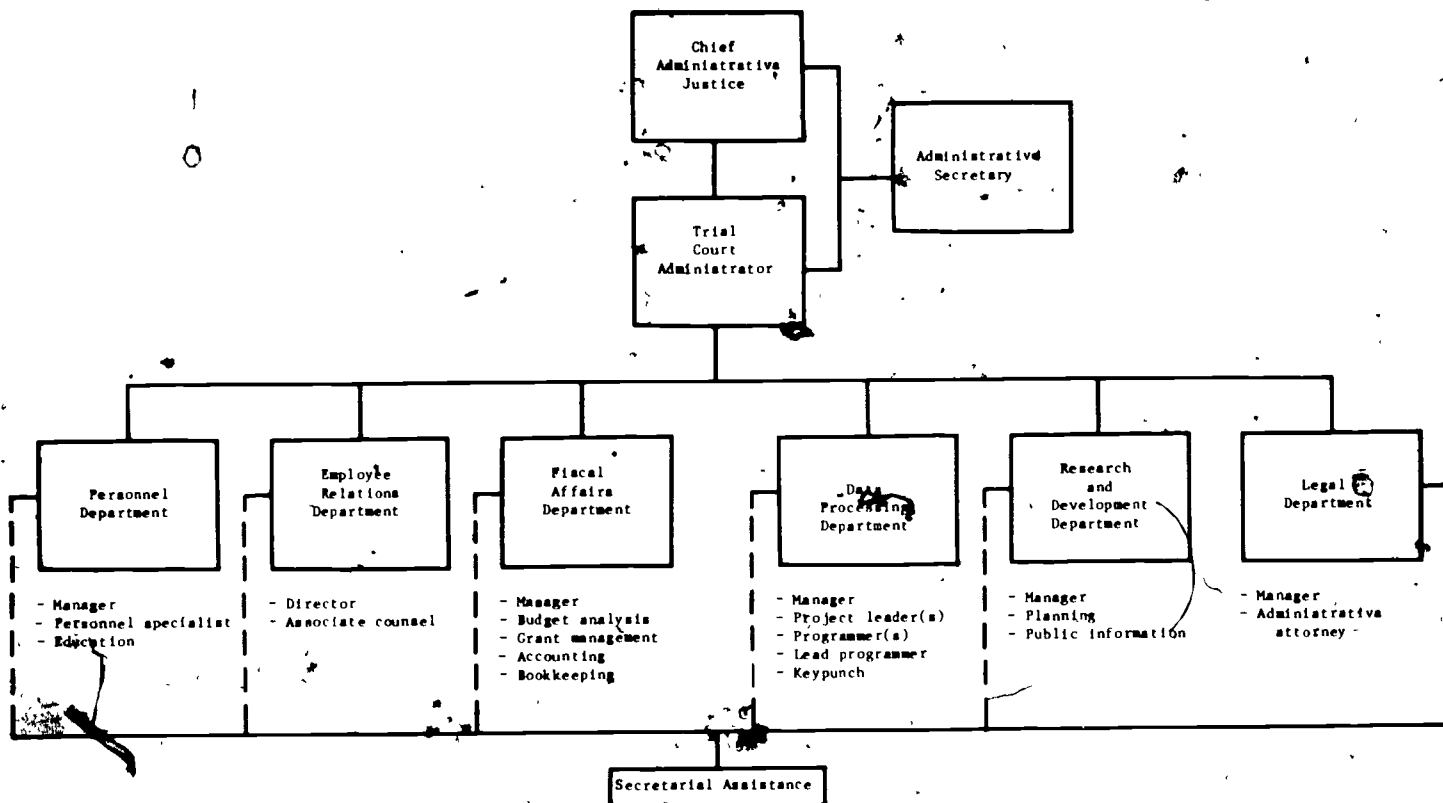 Chief
Administrativa
Justice
Administrative
Secretary
Trial
Court
Administrator
Personnel
Department
Employee
Relations
Department
Fiscal
Affairs
Department
Data
Processing
Department
Research
and
Development
Department
Legal
Department
- Manager
- Personnel specialist
- Education
- Director
- Associate counsel
- Manager
- Budget analysis
- Grant management
- Accounting
- Bookkeeping
- Manager
- Project leader(s)
- Programmer(s)
- Lead programmer
- Keypunch
- Manager
- Planning
- Public information
- Manager
- Administrativa
attorney
Secretarial Assistance